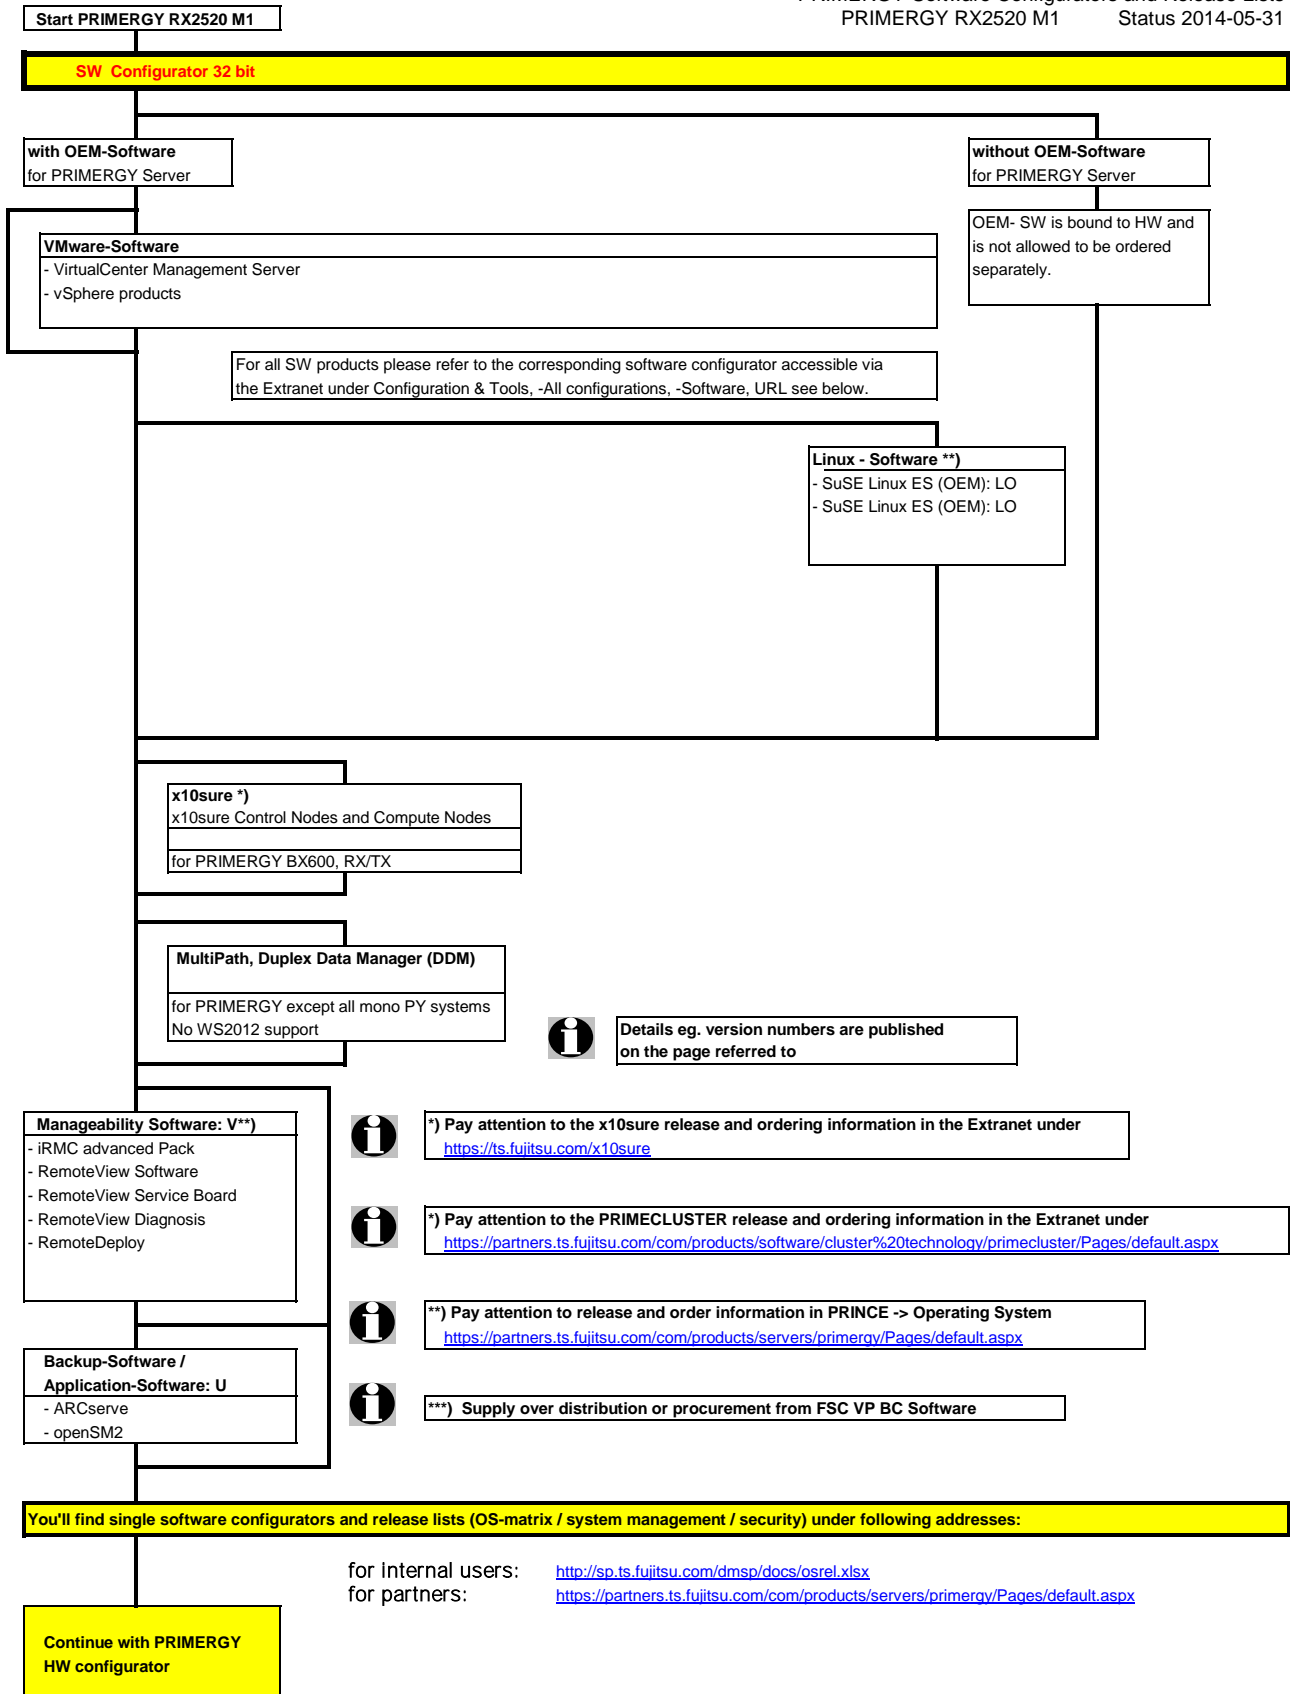 PRIMERGY Software Configurators and Release Lists
Start PRIMERGY RX2520 M1
PRIMERGY RX2520 M1 Status 2014-05-31
SW Configurator 32 bit
with OEM-Software
for PRIMERGY Server
without OEM-Software
for PRIMERGY Server
OEM- SW is bound to HW and
is not allowed to be ordered
separately.
VMware-Software
- VirtualCenter Management Server
- vSphere products
For all SW products please refer to the corresponding software configurator accessible via
the Extranet under Configuration & Tools, -All configurations, -Software, URL see below.
Linux - Software **)
- SuSE Linux ES (OEM): LO
- SuSE Linux ES (OEM): LO
x10sure *)
x10sure Control Nodes and Compute Nodes
for PRIMERGY BX600, RX/TX
MultiPath, Duplex Data Manager (DDM)
for PRIMERGY except all mono PY systems
No WS2012 support
Details eg. version numbers are published
on the page referred to
Manageability Software: V**)
- iRMC advanced Pack
- RemoteView Software
- RemoteView Service Board
- RemoteView Diagnosis
- RemoteDeploy
*) Pay attention to the x10sure release and ordering information in the Extranet under
https://ts.fujitsu.com/x10sure
*) Pay attention to the PRIMECLUSTER release and ordering information in the Extranet under
https://partners.ts.fujitsu.com/com/products/software/cluster%20technology/primecluster/Pages/default.aspx
**) Pay attention to release and order information in PRINCE -> Operating System
https://partners.ts.fujitsu.com/com/products/servers/primergy/Pages/default.aspx
Backup-Software /
Application-Software: U
- ARCserve
- openSM2
***) Supply over distribution or procurement from FSC VP BC Software
You'll find single software configurators and release lists (OS-matrix / system management / security) under following addresses:
for internal users: http://sp.ts.fujitsu.com/dmsp/docs/osrel.xlsx
for partners: https://partners.ts.fujitsu.com/com/products/servers/primergy/Pages/default.aspx
Continue with PRIMERGY
HW configurator